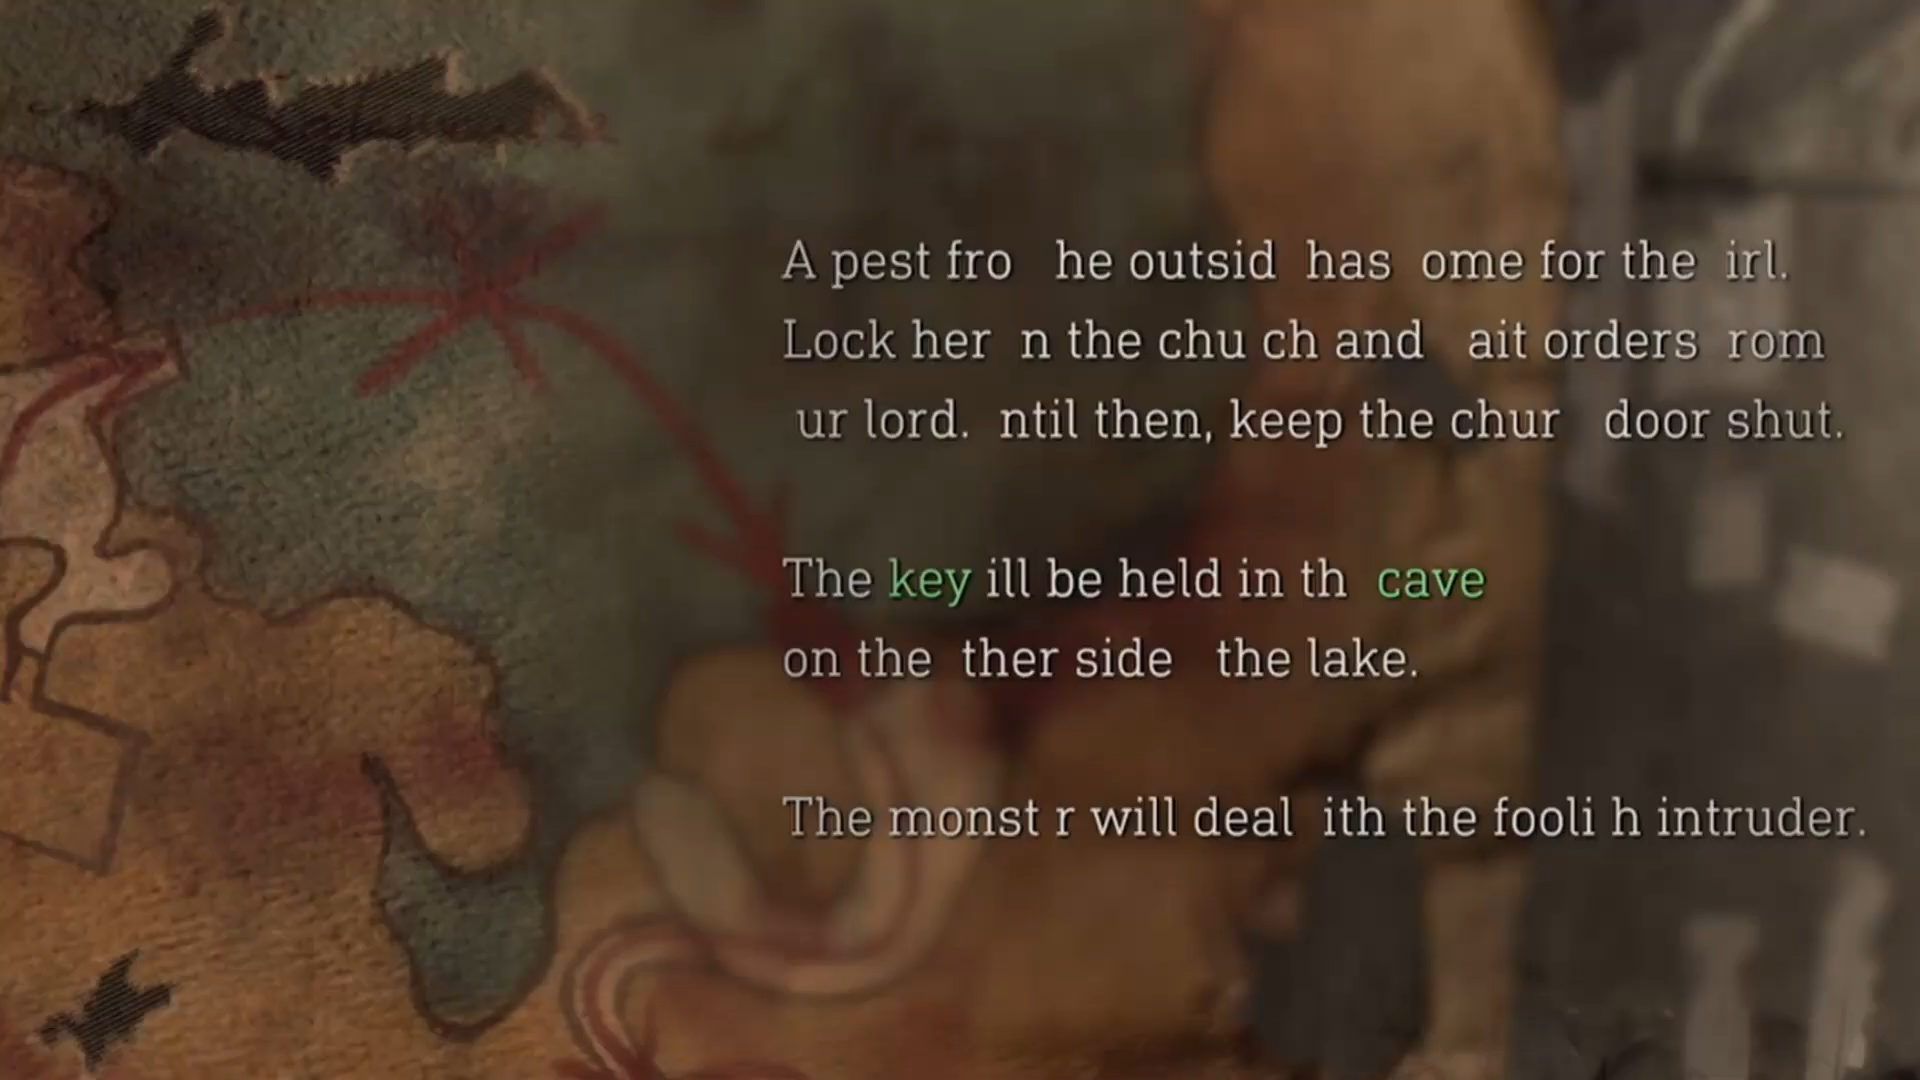 A pest fro he outsid has ome for the irl.
Lock her n the chu ch and ait orders rom
ur lord. ntil then, keep the chur door shut.
The key ill be held in th cave
on the ther side the lake.
The monst r will deal ith the fooli h intruder.